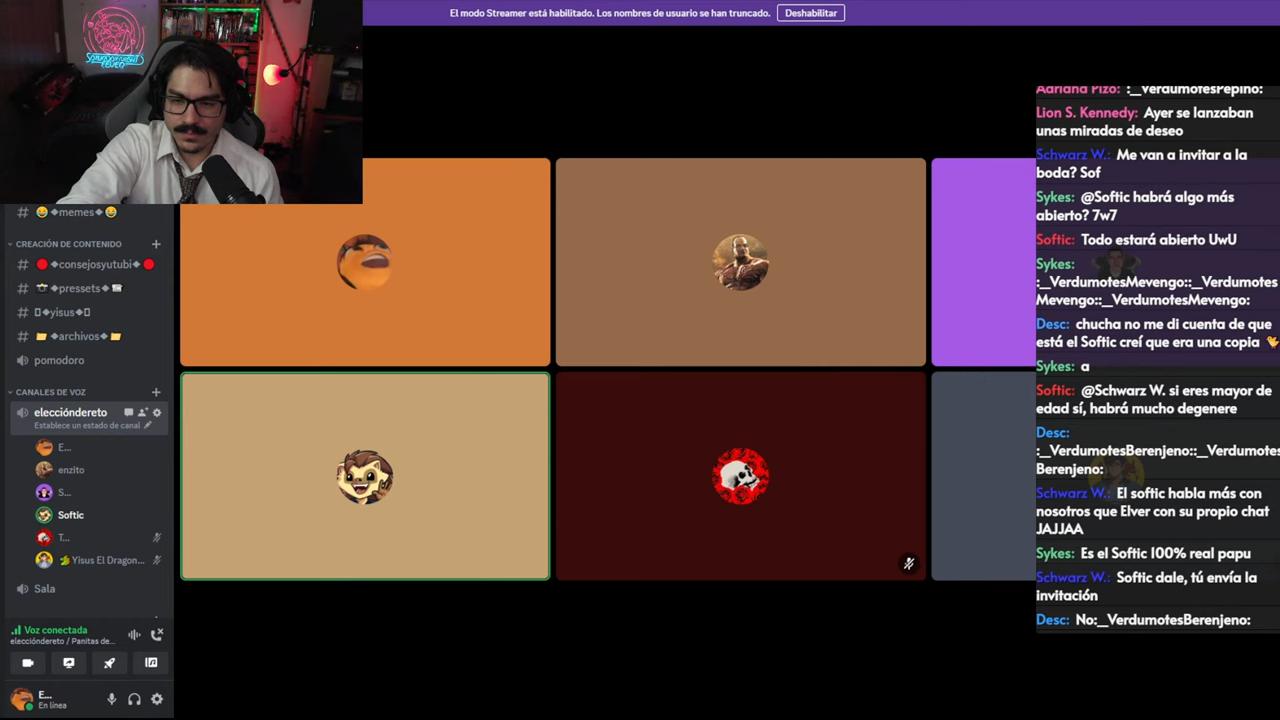 El modo Streamer está habilitado. Los nombres de usuario se han truncado.
Deshabilitar
# 😄 ◆memes◆ 😄
CREACIÓN DE CONTENIDO
# 🔴 ◆consejosyutubi◆ 🔴
# ◆pressets◆
# ◆yisus◆
# 📂 ◆archivos◆ 📂
pomodoro
CANALES DE VOZ
eleccióndereto
Establece un estado de canal
E...
enzito
S...
Softic
T...
Yisus El Dragon...
Sala
Voz conectada
eleccióndereto / Panitas de...
E...
En línea
Adriana Pizo: :_VerdumotesPepino:
Lion S. Kennedy: Ayer se lanzaban
unas miradas de deseo
Schwarz W.: Me van a invitar a la
boda? Sof
Sykes: @Softic habrá algo más
abierto? 7w7
Softic: Todo estará abierto UwU
Sykes:
:_VerdumotesMevengo::_Verdumotes
Mevengo::_VerdumotesMevengo:
Desc: chucha no me di cuenta de que
está el Softic creí que era una copia
Sykes: a
Softic: @Schwarz W. si eres mayor de
edad sí, habrá mucho degenere
Desc:
:_VerdumotesBerenjeno::_Verdumotes
Berenjeno:
Schwarz W.: El softic habla más con
nosotros que Elver con su propio chat
JAJJAA
Sykes: Es el Softic 100% real papu
Schwarz W.: Softic dale, tú envía la
invitación
Desc: No:_VerdumotesBerenjeno: